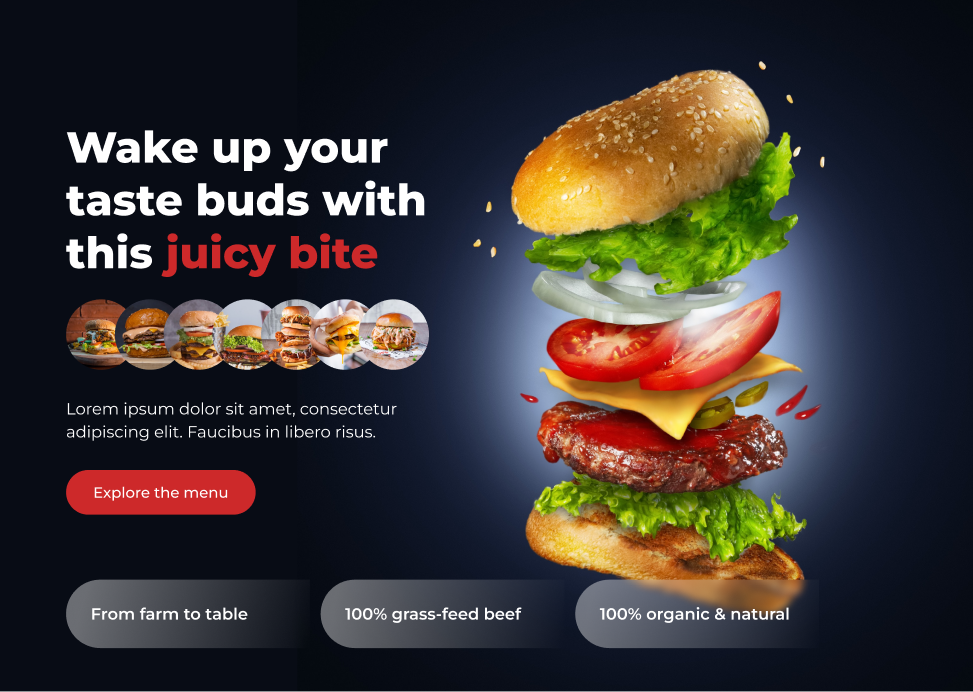 Wake up your
taste buds with
this juicy bite
Lorem ipsum dolor sit amet, consectetur
adipiscing elit. Faucibus in libero risus.
Explore the menu
From farm to table
100% grass-feed beef
100% organic & natural